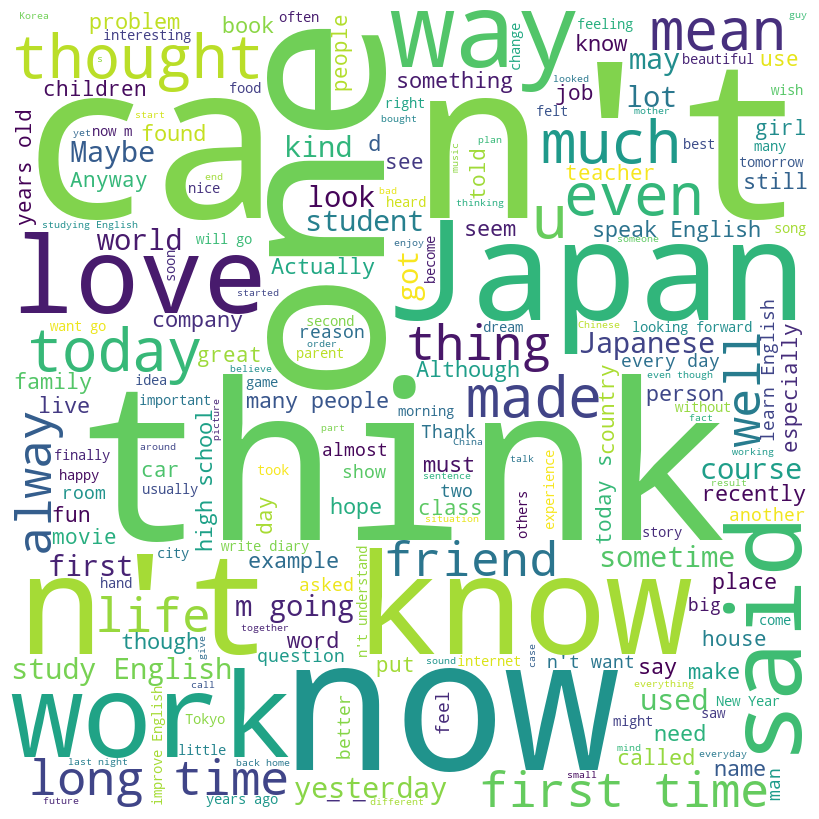 Korea
problem
often
book
interesting
people
one
way
mean
feeling
change
know
guy
beautiful
use
thought
s
children
food
can't
something
right
looked
job
may
lot
felt
wish
years old
start
yet
now m
found
bought
mother
girl
many
Maybe
kind
d
see
told
plan
music
much
teacher
best
tomorrow
Anyway
end
nice
bad
heard
even
still
studying English
look
student
thinking
u
speak English
song
someone
love
world
will go
soon
Actually
got
seem
become
enjoy
Japan
started
company
second
reason
order
want go
today
great
parent
dream
Chinese
looking forward
thing
Japanese
every day
well
learn English
especially
family
believe
game
Although
even though
idea
live
important
many people
morning
made
person
without
country
always
finally
around
picture
part
Thank
China
think
fact
happy
car
high school
almost
talk
working
usually
room
took
show
must
sentence
course
result
fun
day
hope
two
class
experience
others
today s
recently
another
movie
city
write diary
situation
story
sometime
said
first
hand
example
friend
n't know
asked
n't understand
place
life
m going
big
come
together
though
give
word
question
put
sound
internet
case
n't want
say
make
house
study English
everything
work
now
call
feel
used
New Year
improve English
Tokyo
better
might
saw
need
little
mind
everyday
last night
back home
called
name
man
long time
small
future
years ago
yesterday
different
first time